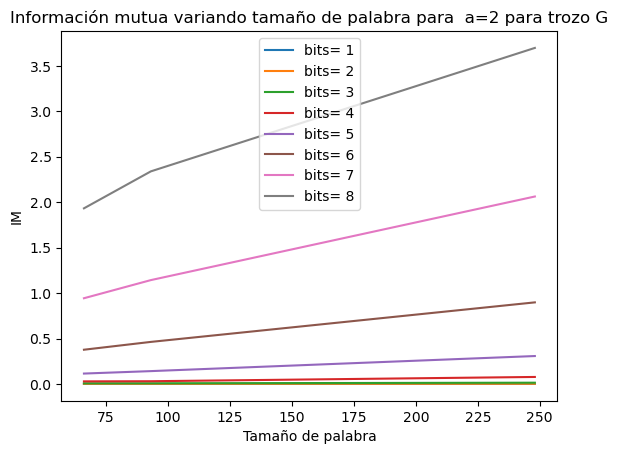 Información mutua variando tamaño de palabra para  a=2 para trozo G
bits= 1
bits= 2
bits= 3
bits= 4
bits= 5
bits= 6
bits= 7
bits= 8
3.5
3.0
2.5
2.0
1.5
1.0
0.5
0.0
IM
75 100 125 150 175 200 225 250
Tamaño de palabra